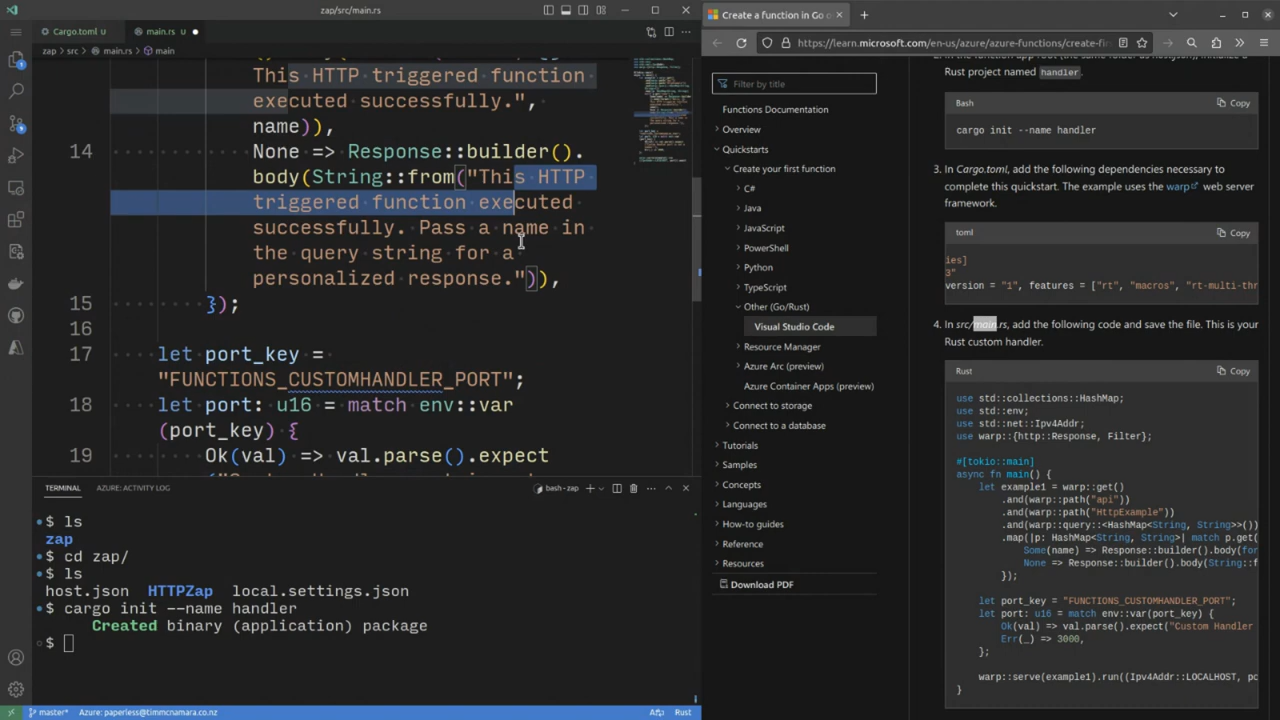 zap/src/main.rs
Cargo.toml U
main.rs U
zap > src > main.rs > main
This HTTP triggered function
executed successfully.",
name)),
14 None => Response::builder().
body(String::from("This HTTP
triggered function executed
successfully. Pass a name in
the query string for a
personalized response.")),
15 });
16
17 let port_key =
"FUNCTIONS_CUSTOMHANDLER_PORT";
18 let port: u16 = match env::var
(port_key) {
19 Ok(val) => val.parse().expect
TERMINAL
AZURE: ACTIVITY LOG
bash - zap
$ ls
zap
$ cd zap/
$ ls
host.json HTTPZap local.settings.json
$ cargo init --name handler
Created binary (application) package
$
master*
Azure: paperless@timmcnamara.co.nz
Rust
Create a function in Go o
https://learn.microsoft.com/en-us/azure/azure-functions/create-fi
Filter by title
Functions Documentation
Overview
Quickstarts
Create your first function
C#
Java
JavaScript
PowerShell
Python
TypeScript
Other (Go/Rust)
Visual Studio Code
Resource Manager
Azure Arc (preview)
Azure Container Apps (preview)
Connect to storage
Connect to a database
Tutorials
Samples
Concepts
Languages
How-to guides
Reference
Resources
Download PDF
Rust project named handler.
Bash
Copy
cargo init --name handler
3. In Cargo.toml, add the following dependencies necessary to
complete this quickstart. The example uses the warp web server
framework.
toml
Copy
ies]
3"
version = "1", features = ["rt", "macros", "rt-multi-thr
4. In src/main.rs, add the following code and save the file. This is your
Rust custom handler.
Rust
Copy
use std::collections::HashMap;
use std::env;
use std::net::Ipv4Addr;
use warp::{http::Response, Filter};
#[tokio::main]
async fn main() {
let example1 = warp::get()
.and(warp::path("api"))
.and(warp::path("HttpExample"))
.and(warp::query::<HashMap<String, String>>())
.map(|p: HashMap<String, String>| match p.get(
Some(name) => Response::builder().body(for
None => Response::builder().body(String::f
});
let port_key = "FUNCTIONS_CUSTOMHANDLER_PORT";
let port: u16 = match env::var(port_key) {
Ok(val) => val.parse().expect("Custom Handler
Err(_) => 3000,
};
warp::serve(example1).run((Ipv4Addr::LOCALHOST, po
}